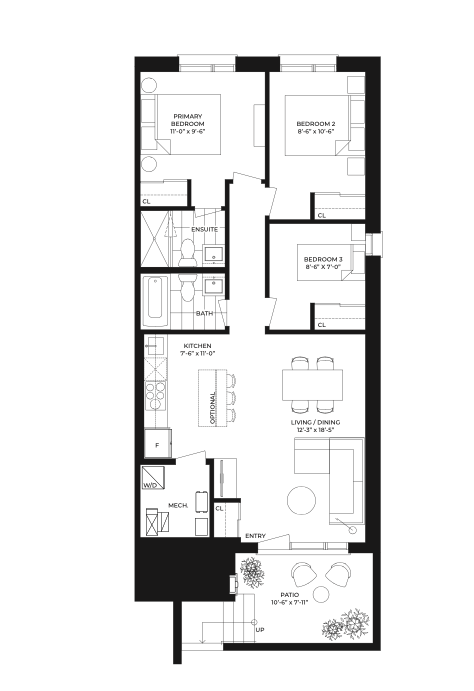 PRIMARY
BEDROOM
11'-0" x 9'-6"
BEDROOM 2
8'-6" x 10'-6"
CL
CL
ENSUITE
BEDROOM 3
8'-6" X 7'-0"
BATH
CL
KITCHEN
7'-6" x 11'-0"
OPTIONAL
LIVING / DINING
12'-3" x 18'-5"
F
W/D
MECH.
CL
ENTRY
PATIO
10'-6" x 7'-11"
UP